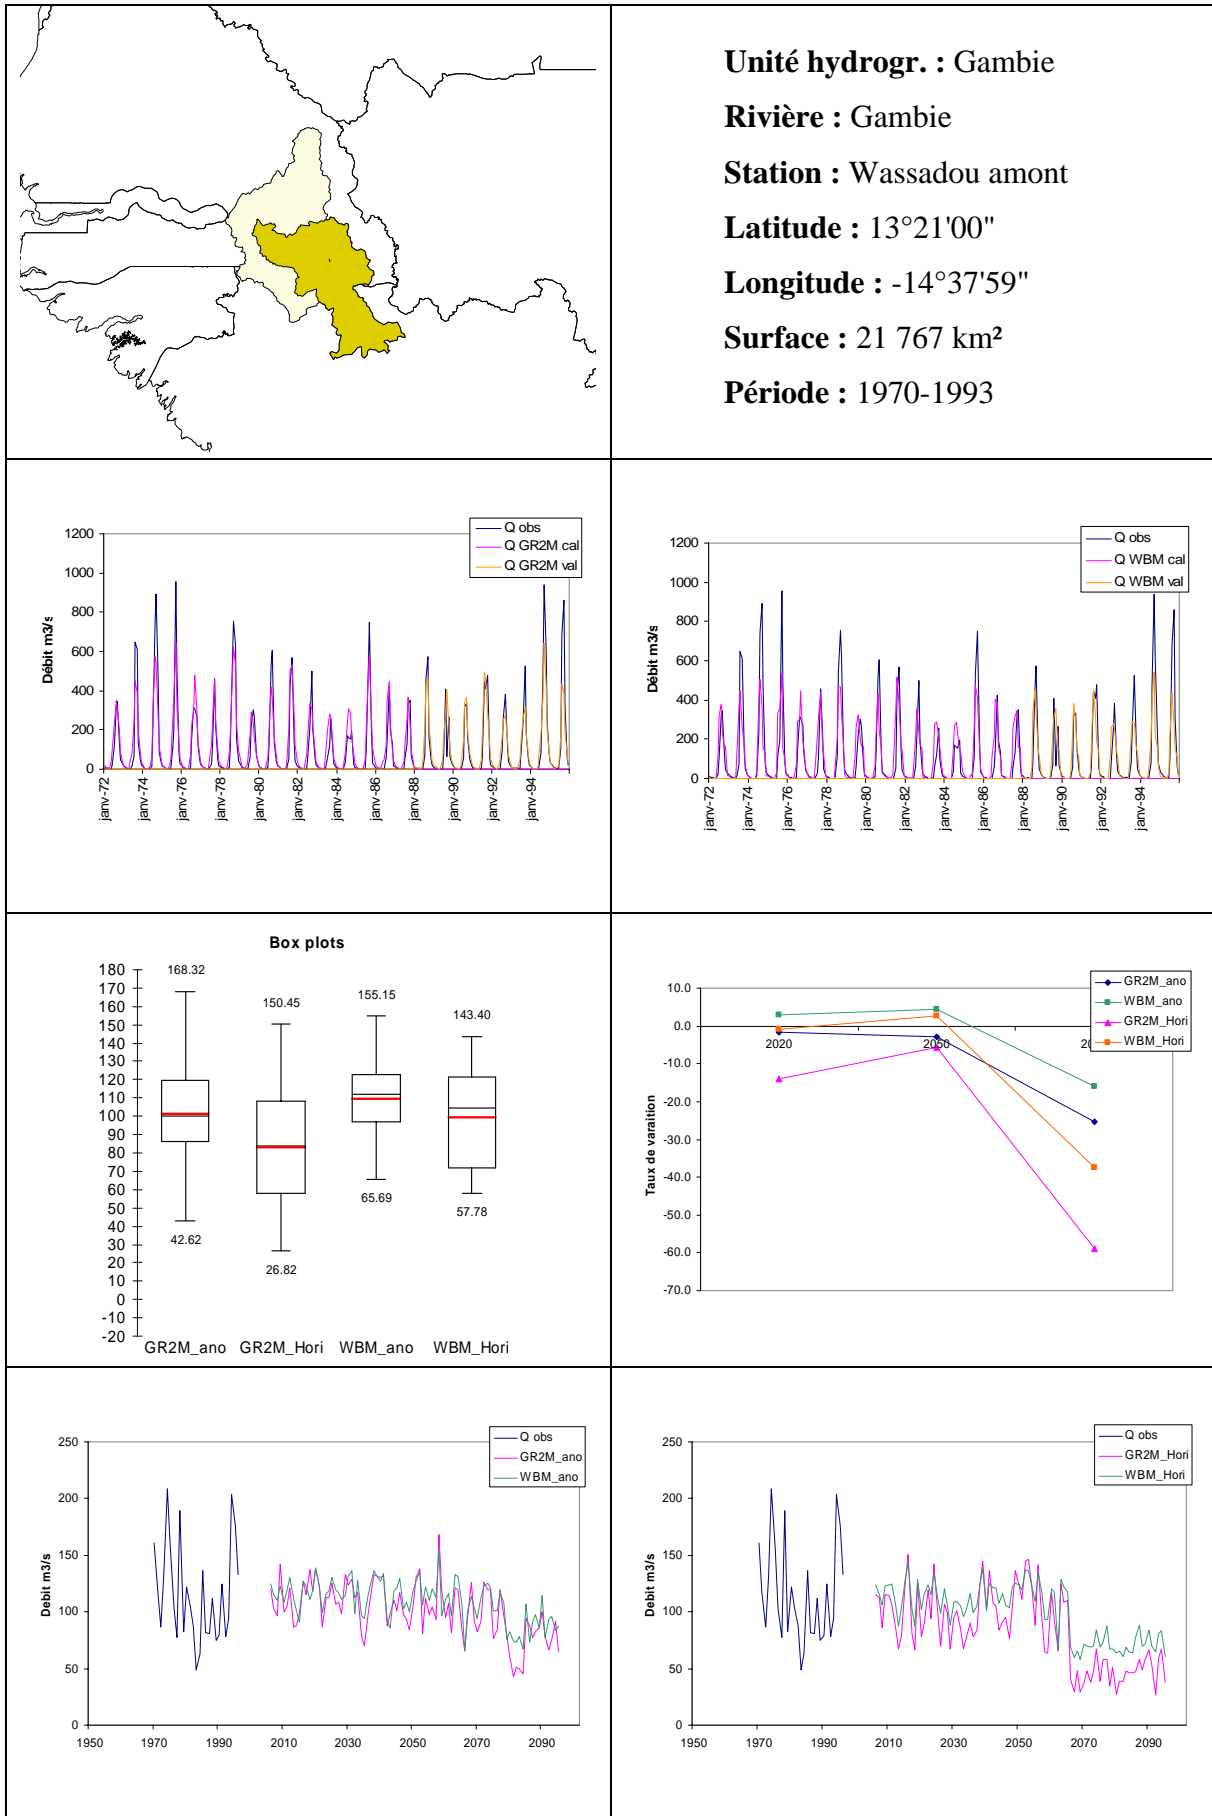 Unité hydrogr. : Gambie
Rivière : Gambie
Station : Wassadou amont
Latitude : 13°21'00"
Longitude : -14°37'59"
Surface : 21 767 km²
Période : 1970-1993
Q obs
Q GR2M cal
Q GR2M val
Débit m3/s
1200
1000
800
600
400
200
0
janv-72
janv-74
janv-76
janv-78
janv-80
janv-82
janv-84
janv-86
janv-88
janv-90
janv-92
janv-94
Q obs
Q WBM cal
Q WBM val
Débit m3/s
1200
1000
800
600
400
200
0
janv-72
janv-74
janv-76
janv-78
janv-80
janv-82
janv-84
janv-86
janv-88
janv-90
janv-92
janv-94
Box plots
180
170
160
150
140
130
120
110
100
90
80
70
60
50
40
30
20
10
0
-10
-20
168.32
150.45
155.15
143.40
42.62
26.82
65.69
57.78
GR2M_ano
GR2M_Hori
WBM_ano
WBM_Hori
GR2M_ano
WBM_ano
GR2M_Hori
WBM_Hori
Taux de varaition
10.0
0.0
-10.0
-20.0
-30.0
-40.0
-50.0
-60.0
-70.0
2020
2050
Q obs
GR2M_ano
WBM_ano
Debit m3/s
250
200
150
100
50
0
1950
1970
1990
2010
2030
2050
2070
2090
Q obs
GR2M_Hori
WBM_Hori
Debit m3/s
250
200
150
100
50
0
1950
1970
1990
2010
2030
2050
2070
2090